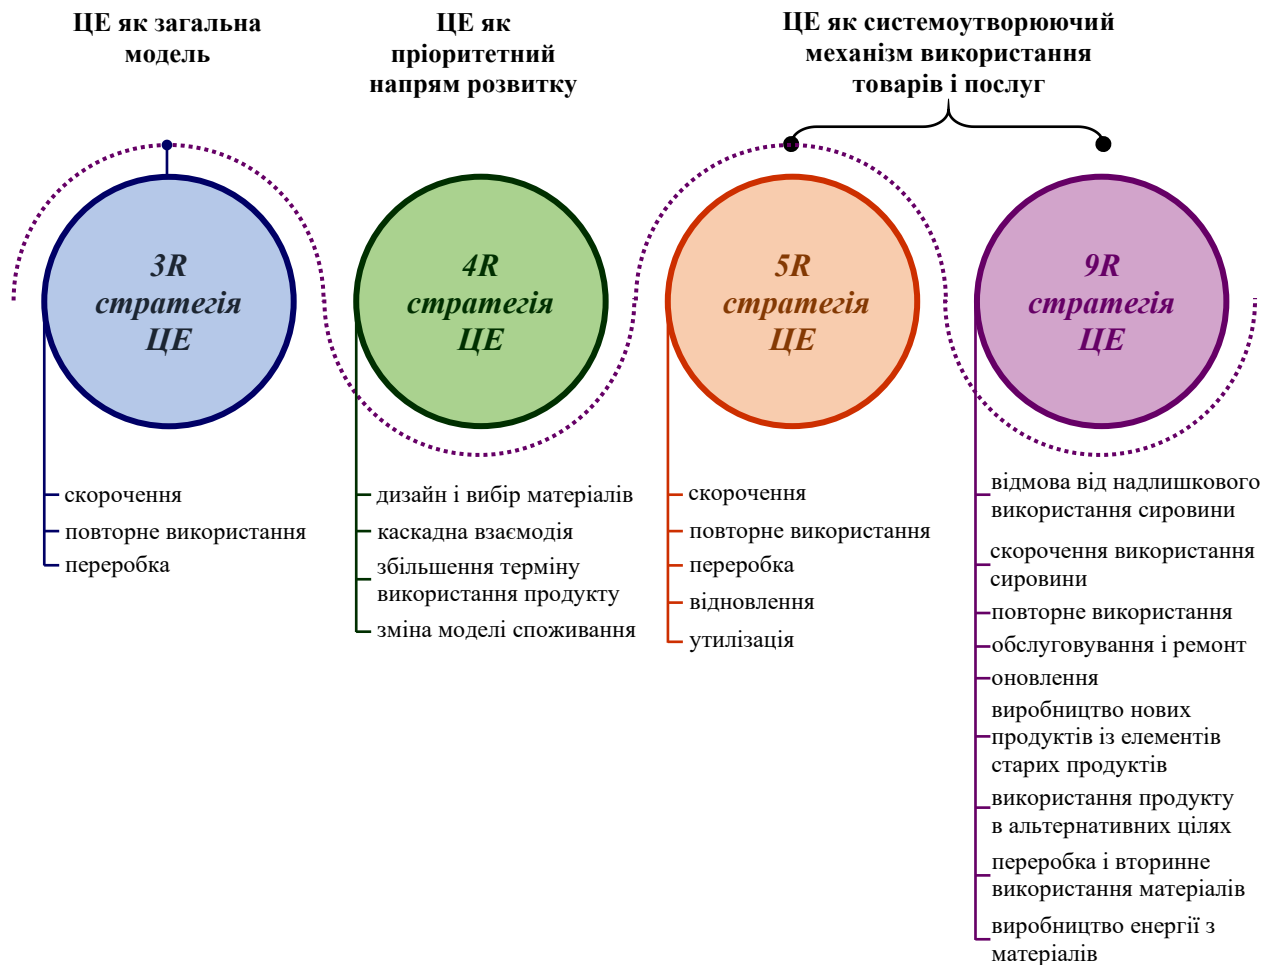 ЦЕ як загальна
модель
ЦЕ як
пріоритетний
напрям розвитку
ЦЕ як системоутворюючий
механізм використання
товарів і послуг
3R
стратегія
ЦЕ
4R
стратегія
ЦЕ
5R
стратегія
ЦЕ
9R
стратегія
ЦЕ
скорочення
повторне використання
переробка
дизайн і вибір матеріалів
каскадна взаємодія
збільшення терміну
використання продукту
зміна моделі споживання
скорочення
повторне використання
переробка
відновлення
утилізація
відмова від надлишкового
використання сировини
скорочення використання
сировини
повторне використання
обслуговування і ремонт
оновлення
виробництво нових
продуктів із елементів
старих продуктів
використання продукту
в альтернативних цілях
переробка і вторинне
використання матеріалів
виробництво енергії з
матеріалів